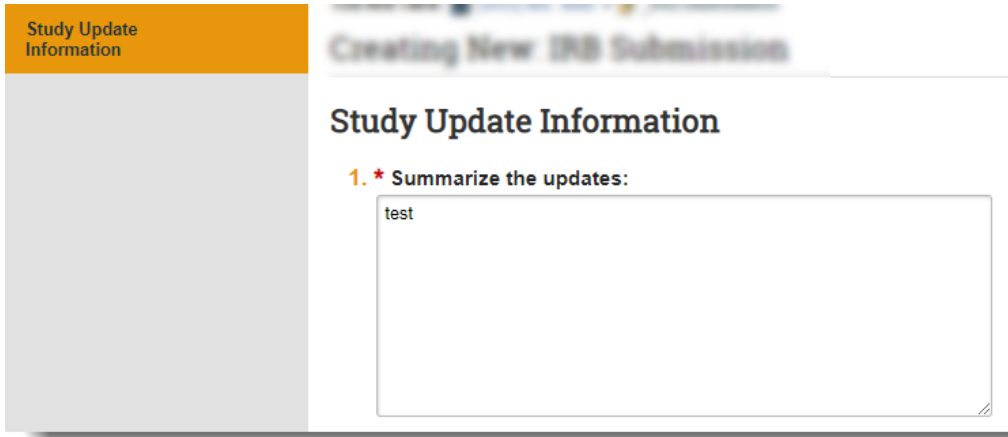 Study Update
Information
Creating New: IRB Submission
Study Update Information
1. * Summarize the updates:
test